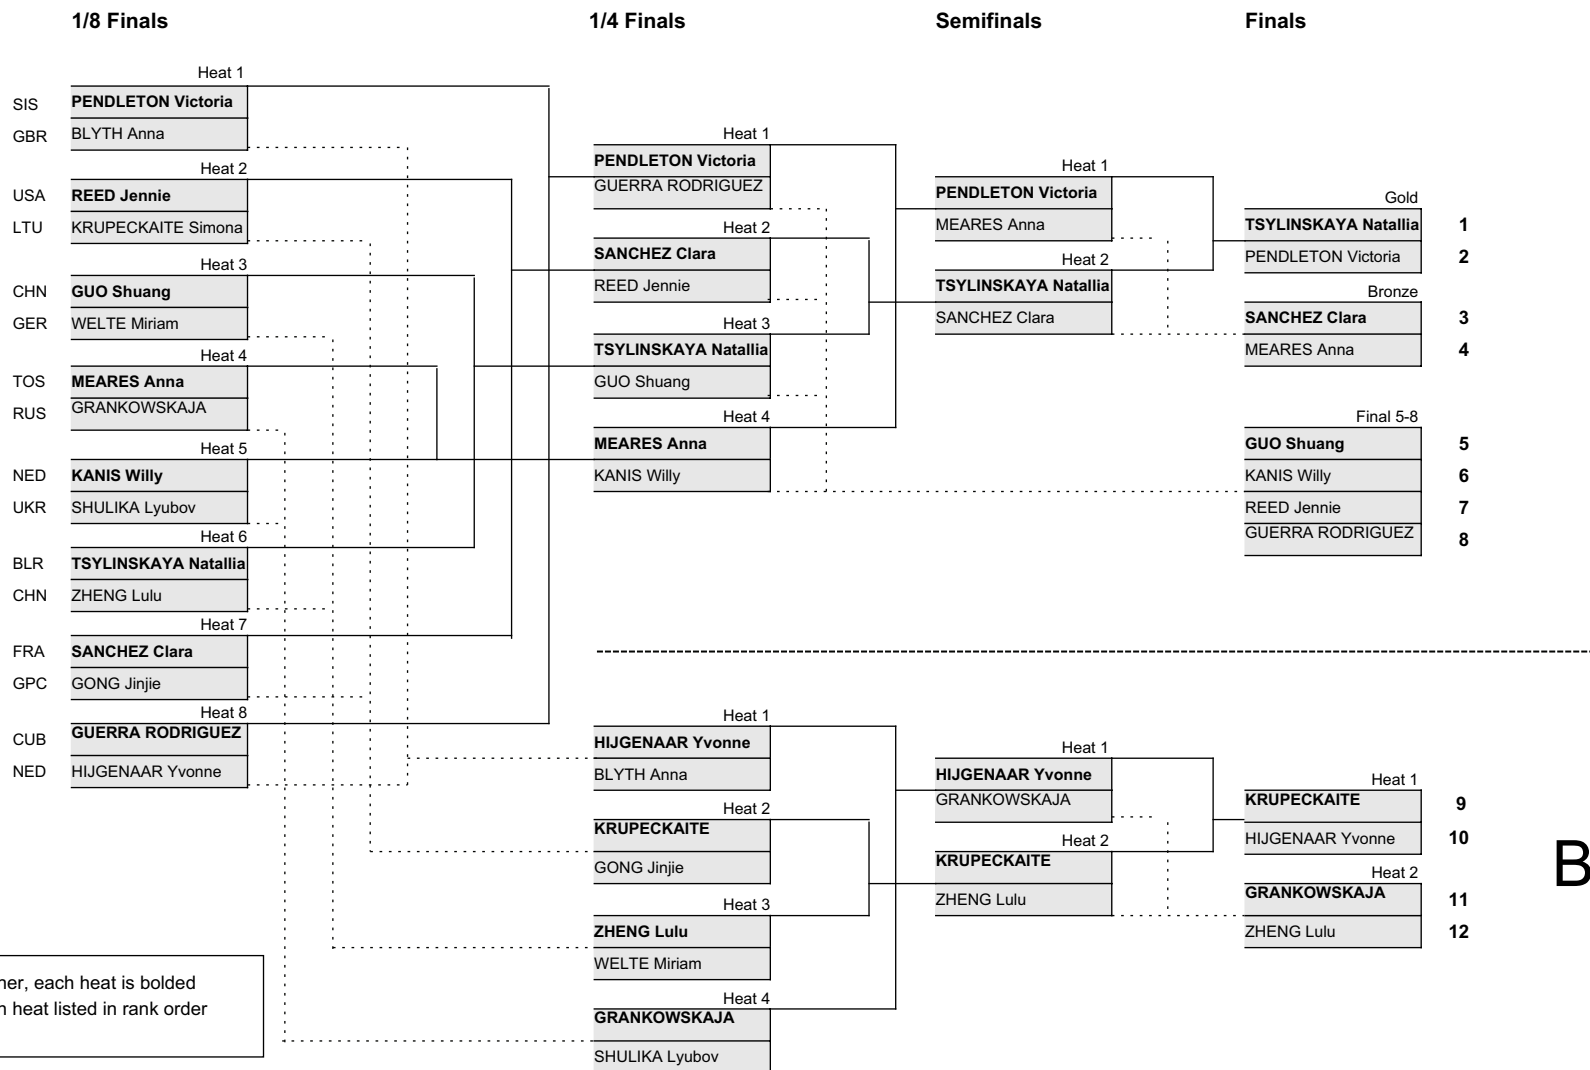 1/8 Finals
1/4 Finals
Semifinals
Finals
Heat 1
SIS PENDLETON Victoria
GBR BLYTH Anna
Heat 2
USA REED Jennie
LTU KRUPECKAITE Simona
Heat 3
CHN GUO Shuang
GER WELTE Miriam
Heat 4
TOS MEARES Anna
RUS GRANKOWSKAJA
Heat 5
NED KANIS Willy
UKR SHULIKA Lyubov
Heat 6
BLR TSYLINSKAYA Natallia
CHN ZHENG Lulu
Heat 7
FRA SANCHEZ Clara
GPC GONG Jinjie
Heat 8
CUB GUERRA RODRIGUEZ
NED HIJGENAAR Yvonne
Heat 1
PENDLETON Victoria
GUERRA RODRIGUEZ
Heat 2
SANCHEZ Clara
REED Jennie
Heat 3
TSYLINSKAYA Natallia
GUO Shuang
Heat 4
MEARES Anna
KANIS Willy
Heat 1
PENDLETON Victoria
MEARES Anna
Heat 2
TSYLINSKAYA Natallia
SANCHEZ Clara
Gold
TSYLINSKAYA Natallia 1
PENDLETON Victoria 2
Bronze
SANCHEZ Clara 3
MEARES Anna 4
Final 5-8
GUO Shuang 5
KANIS Willy 6
REED Jennie 7
GUERRA RODRIGUEZ 8
Heat 1
HIJGENAAR Yvonne
BLYTH Anna
Heat 2
KRUPECKAITE
GONG Jinjie
Heat 3
ZHENG Lulu
WELTE Miriam
Heat 4
GRANKOWSKAJA
SHULIKA Lyubov
Heat 1
HIJGENAAR Yvonne
GRANKOWSKAJA
Heat 2
KRUPECKAITE
ZHENG Lulu
Heat 1
KRUPECKAITE 9
HIJGENAAR Yvonne 10
Heat 2
GRANKOWSKAJA 11
ZHENG Lulu 12
B
her, each heat is bolded
heat listed in rank order